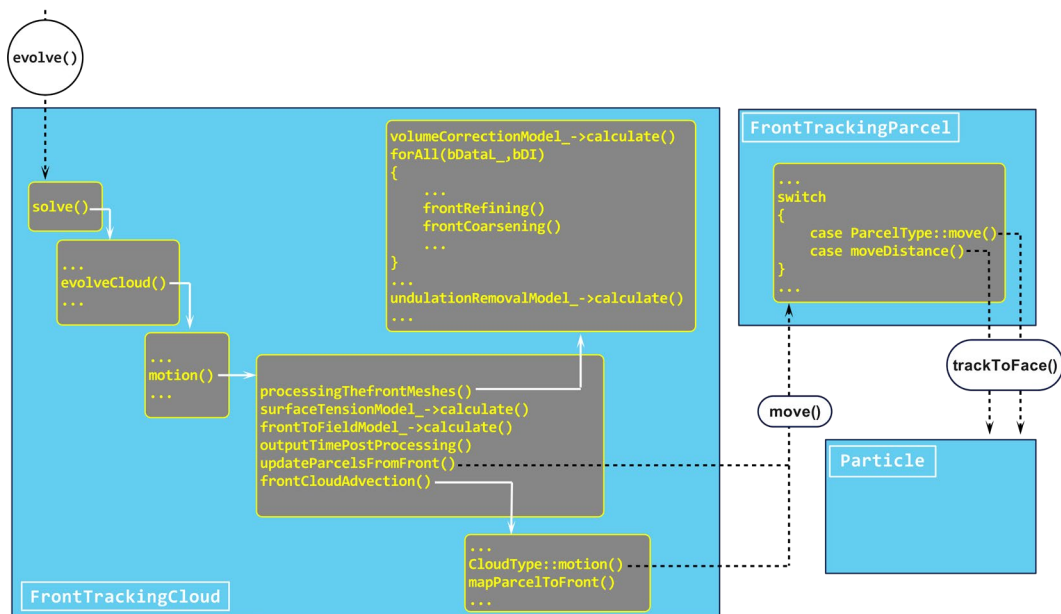 evolve()
solve()
...
evolveCloud()
...
...
motion()
...
volumeCorrectionModel_->calculate()
forAll(bDataL_,bDI)
{
...
frontRefining()
frontCoarsening()
...
}
...
undulationRemovalModel_->calculate()
...
processingThefrontMeshes()
surfaceTensionModel_->calculate()
frontToFieldModel_->calculate()
outputTimePostProcessing()
updateParcelsFromFront()
frontCloudAdvection()
...
CloudType::motion()
mapParcelToFront()
...
FrontTrackingCloud
move()
FrontTrackingParcel
...
switch
{
case ParcelType::move()
case moveDistance()
}
...
trackToFace()
Particle